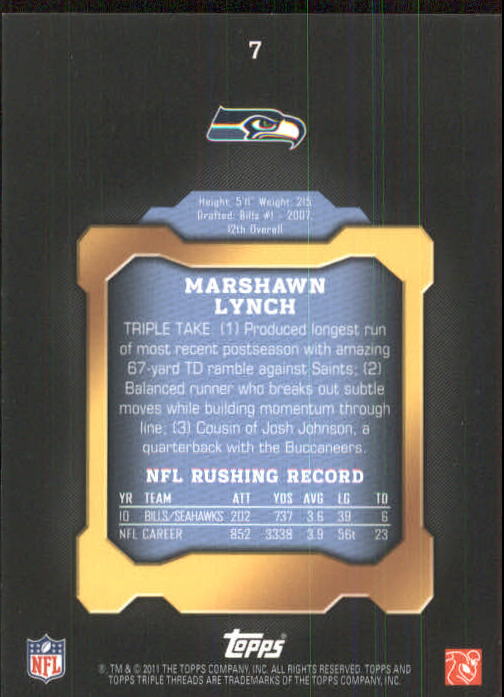 7
Height: 5'11" Weight: 215
Drafted: Bills #1 - 2007,
12th Overall
MARSHAWN
LYNCH
TRIPLE TAKE: (1) Produced longest run
of most recent postseason with amazing
67-yard TD ramble against Saints; (2)
Balanced runner who breaks out subtle
moves while building momentum through
line; (3) Cousin of Josh Johnson, a
quarterback with the Buccaneers.
NFL RUSHING RECORD
YR TEAM ATT YDS AVG LG TD
10 BILLS/SEAHAWKS 202 737 3.6 39 6
NFL CAREER 852 3338 3.9 56t 23
NFL
Topps®
®, TM & © 2011 THE TOPPS COMPANY, INC. ALL RIGHTS RESERVED. TOPPS AND
TOPPS TRIPLE THREADS ARE TRADEMARKS OF THE TOPPS COMPANY, INC.